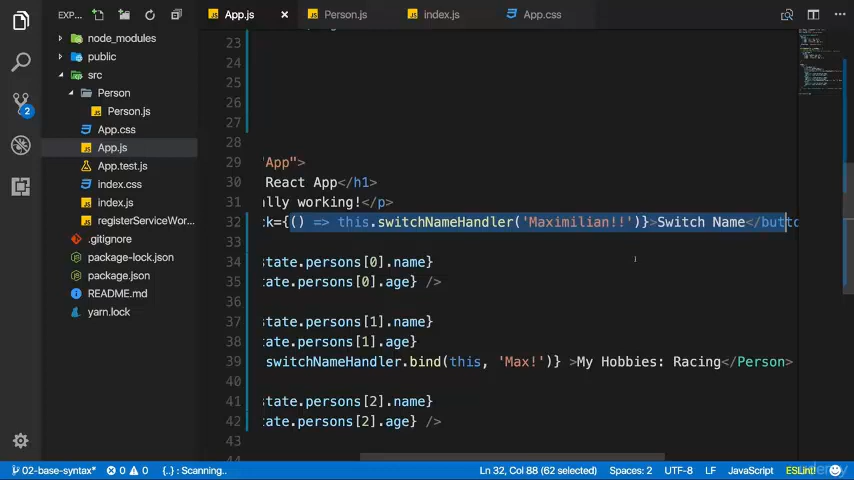 EXP...
App.js
Person.js
index.js
App.css
node_modules
public
src
Person
Person.js
App.css
App.js
App.test.js
index.css
index.js
registerServiceWor...
.gitignore
package-lock.json
package.json
README.md
yarn.lock
2
23
24
25
26
27
28
29 "App">
30 React App</h1>
31 ally working!</p>
32 ck={() => this.switchNameHandler('Maximilian!!')}>Switch Name</butto
33
34 state.persons[0].name}
35 tate.persons[0].age} />
36
37 state.persons[1].name}
38 tate.persons[1].age}
39 switchNameHandler.bind(this, 'Max!')} >My Hobbies: Racing</Person>
40
41 state.persons[2].name}
42 tate.persons[2].age} />
43
44
02-base-syntax* 0 0 {..} : Scanning... Ln 32, Col 88 (62 selected) Spaces: 2 UTF-8 LF JavaScript ESLint!